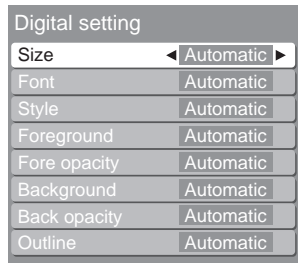 Digital setting
Size ◄ Automatic ►
Font Automatic
Style Automatic
Foreground Automatic
Fore opacity Automatic
Background Automatic
Back opacity Automatic
Outline Automatic